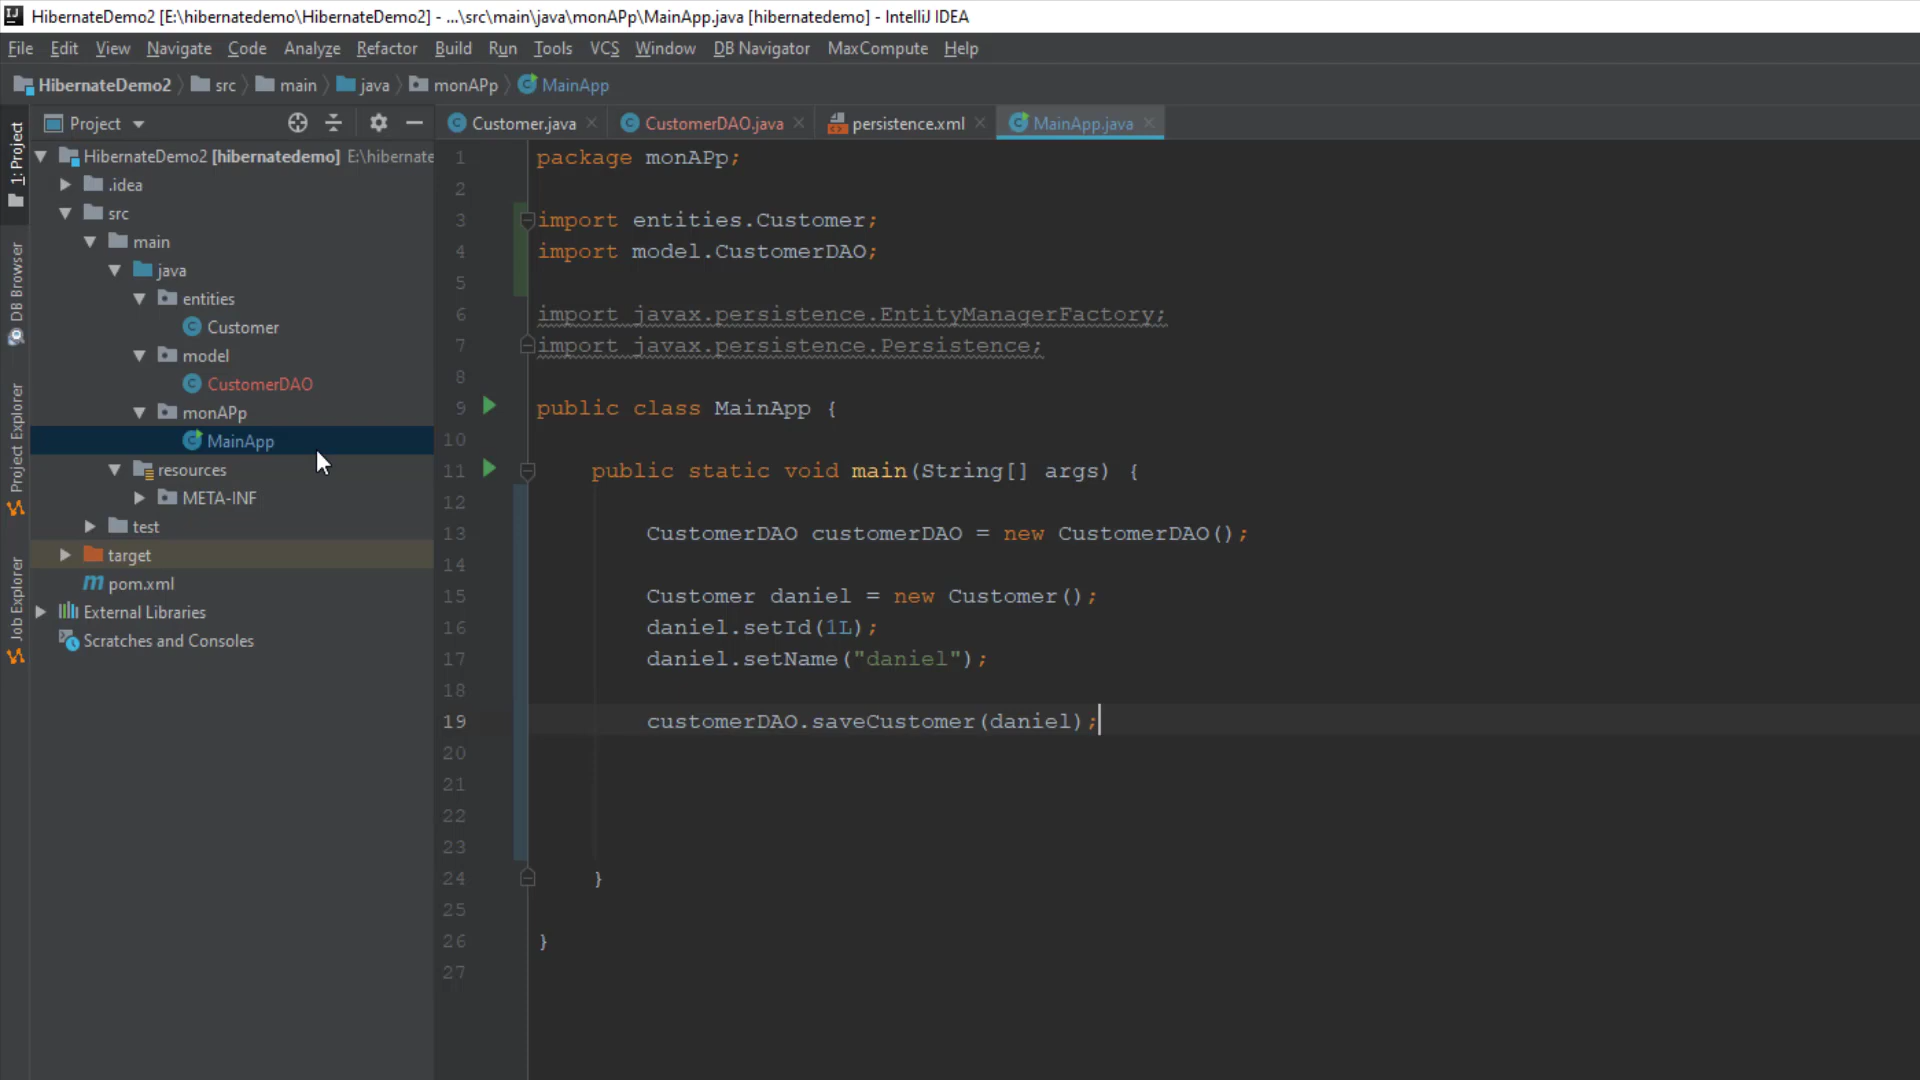 HibernateDemo2 [E:\hibernatedemo\HibernateDemo2] - ...\src\main\java\monAPp\MainApp.java [hibernatedemo] - IntelliJ IDEA
File Edit View Navigate Code Analyze Refactor Build Run Tools VCS Window DB Navigator MaxCompute Help
HibernateDemo2 src main java monAPp MainApp
Project
Customer.java CustomerDAO.java persistence.xml MainApp.java
1: Project
DB Browser
Project Explorer
Job Explorer
HibernateDemo2 [hibernatedemo] E:\hibernate
.idea
src
main
java
entities
Customer
model
CustomerDAO
monAPp
MainApp
resources
META-INF
test
target
pom.xml
External Libraries
Scratches and Consoles
1 package monAPp;
2
3 import entities.Customer;
4 import model.CustomerDAO;
5
6 import javax.persistence.EntityManagerFactory;
7 import javax.persistence.Persistence;
8
9 public class MainApp {
10
11 public static void main(String[] args) {
12
13 CustomerDAO customerDAO = new CustomerDAO();
14
15 Customer daniel = new Customer();
16 daniel.setId(1L);
17 daniel.setName("daniel");
18
19 customerDAO.saveCustomer(daniel);
20
21
22
23
24 }
25
26 }
27